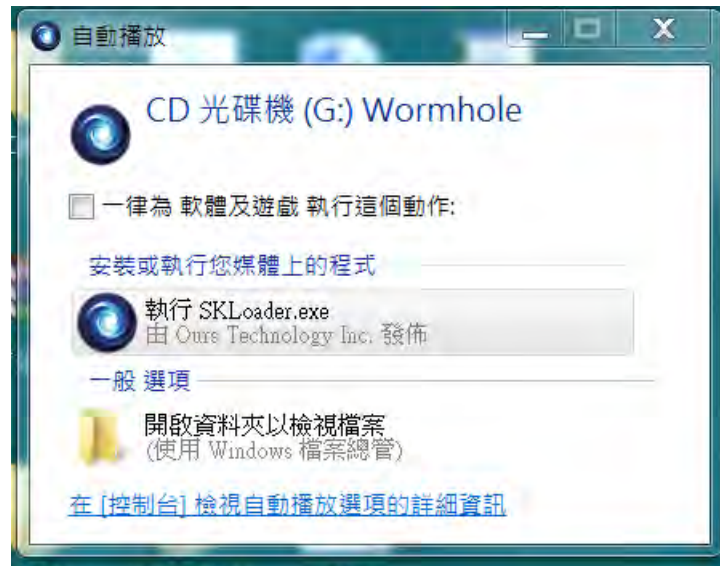 自動播放
CD 光碟機 (G:) Wormhole
一律為 軟體及遊戲 執行這個動作:
安裝或執行您媒體上的程式
執行 SKLoader.exe
由 Ours Technology Inc. 發佈
一般 選項
開啟資料夾以檢視檔案
(使用 Windows 檔案總管)
在 [控制台] 檢視自動播放選項的詳細資訊